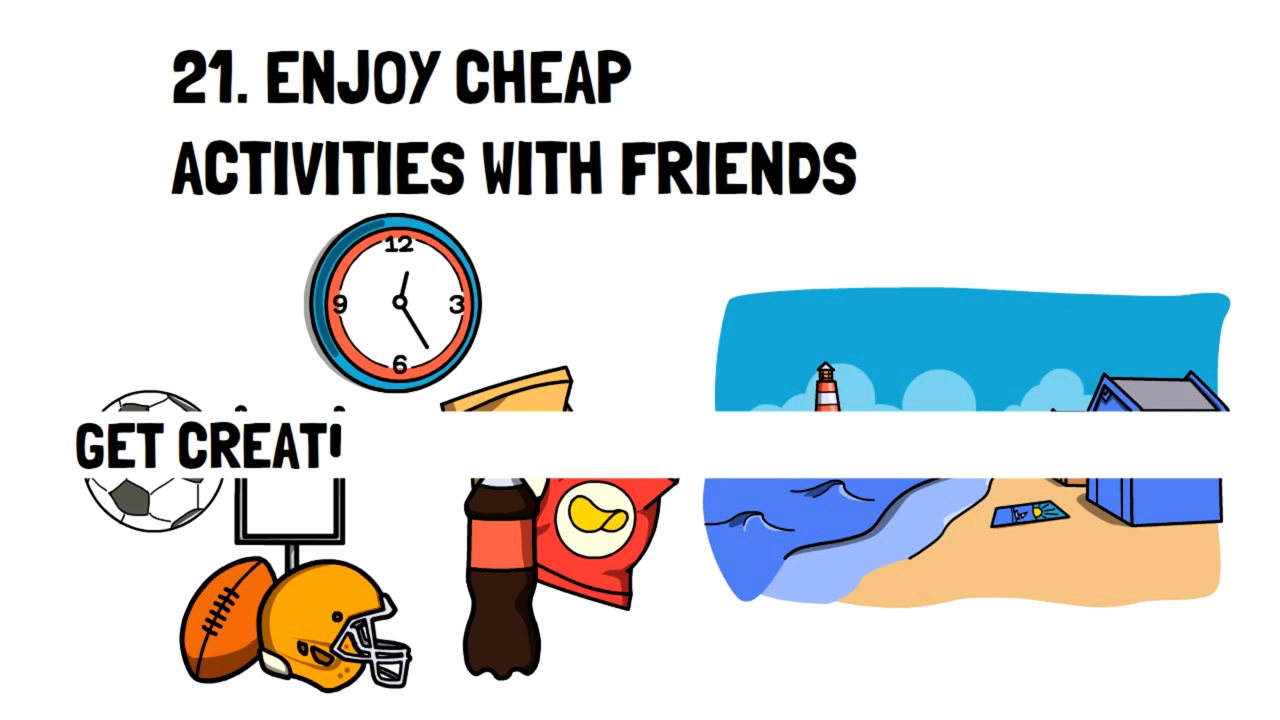 21. ENJOY CHEAP
ACTIVITIES WITH FRIENDS
12
9
3
6
GET CREAT